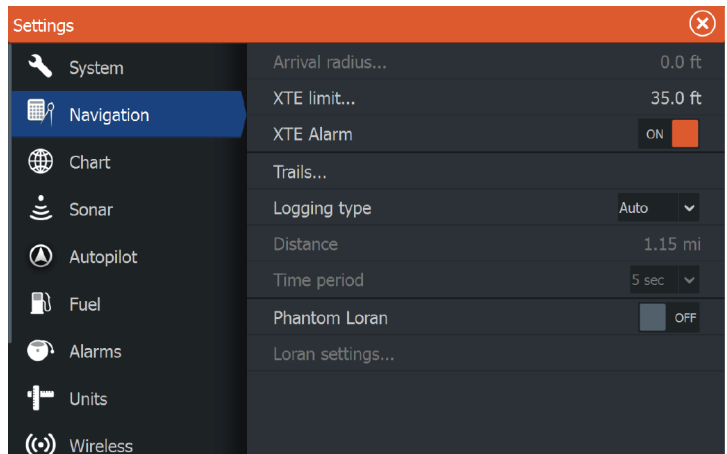 Settings
System
Navigation
Chart
Sonar
Autopilot
Fuel
Alarms
Units
Wireless
Arrival radius... 0.0 ft
XTE limit... 35.0 ft
XTE Alarm ON
Trails...
Logging type Auto
Distance 1.15 mi
Time period 5 sec
Phantom Loran OFF
Loran settings...